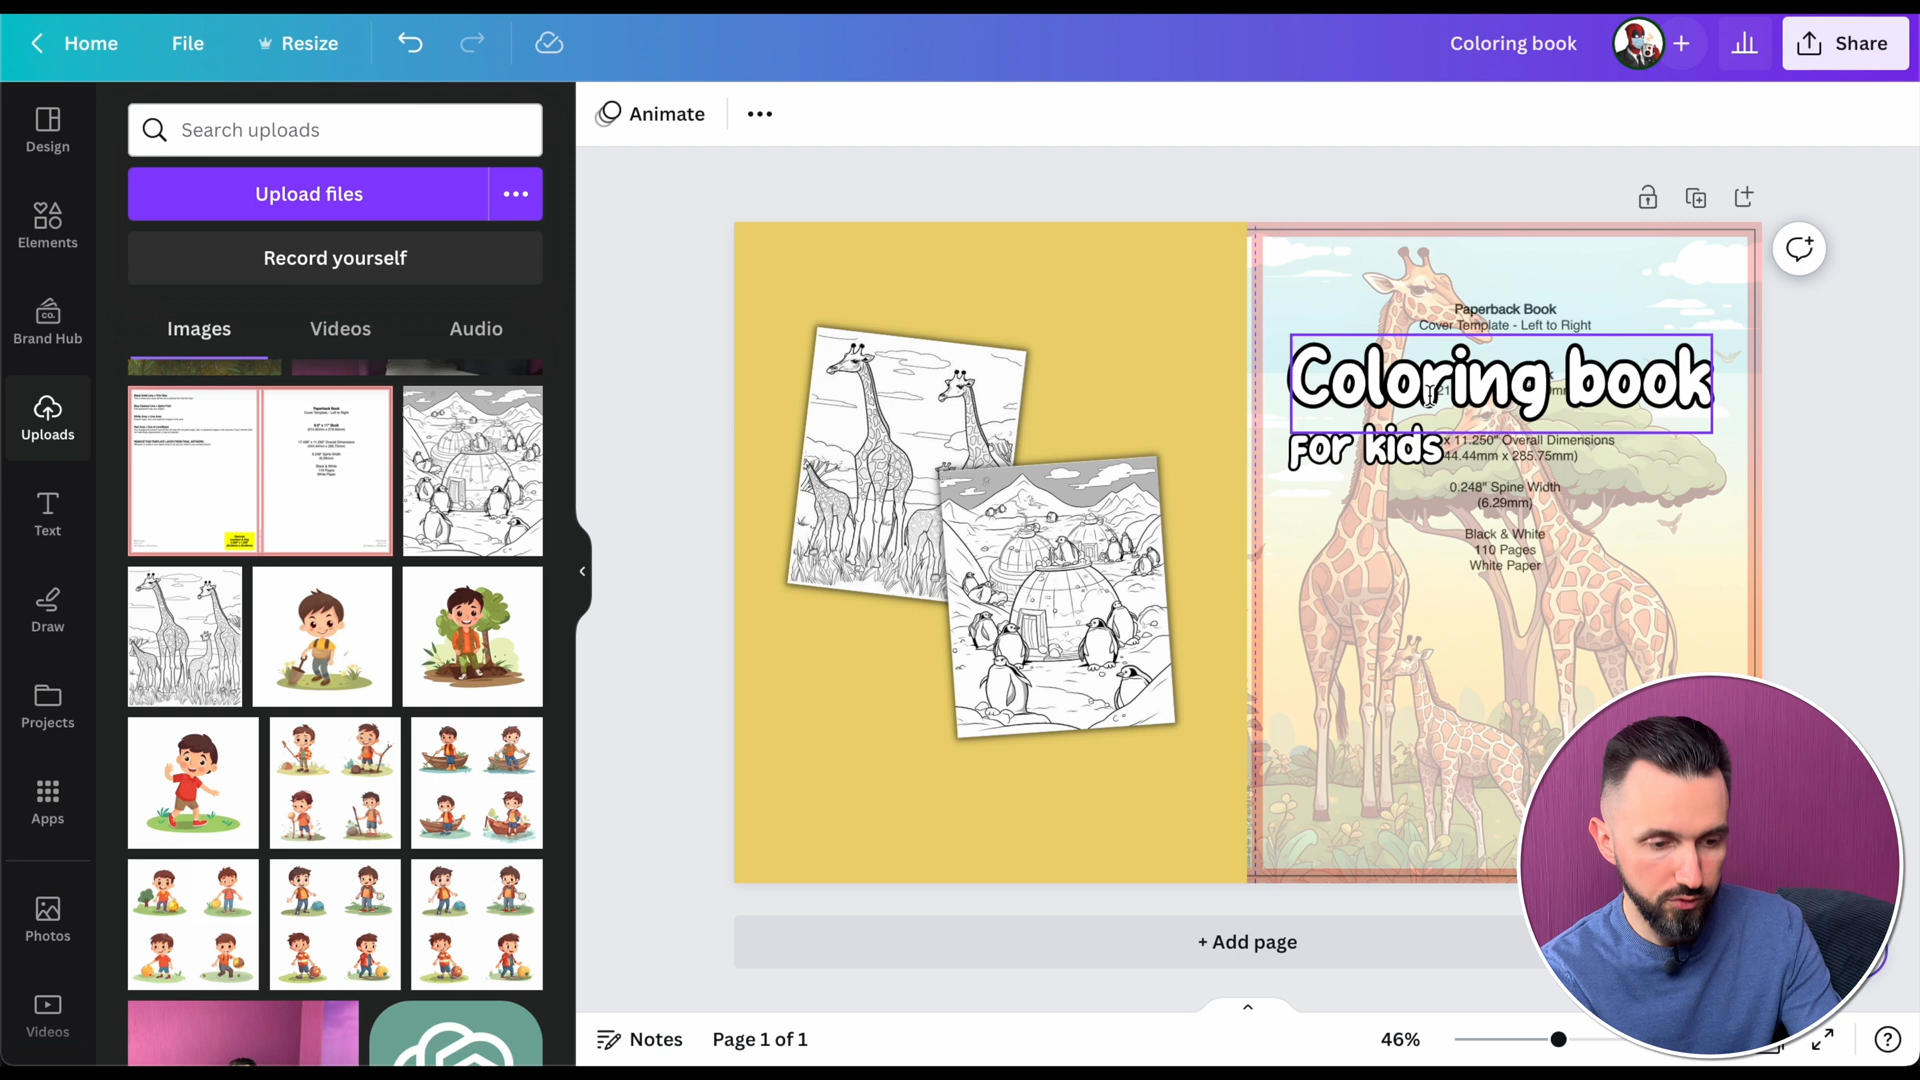 Home
File
Resize
Coloring book
Share
Design
Elements
Brand Hub
Uploads
Text
Draw
Projects
Apps
Photos
Videos
co.
Search uploads
Upload files
Record yourself
Images
Videos
Audio
Animate
Paperback Book
Cover Template - Left to Right
Coloring book
for kids
x 11.250" Overall Dimensions
44.44mm x 285.75mm)
0.248" Spine Width
(6.29mm)
Black & White
110 Pages
White Paper
+ Add page
Notes
Page 1 of 1
46%